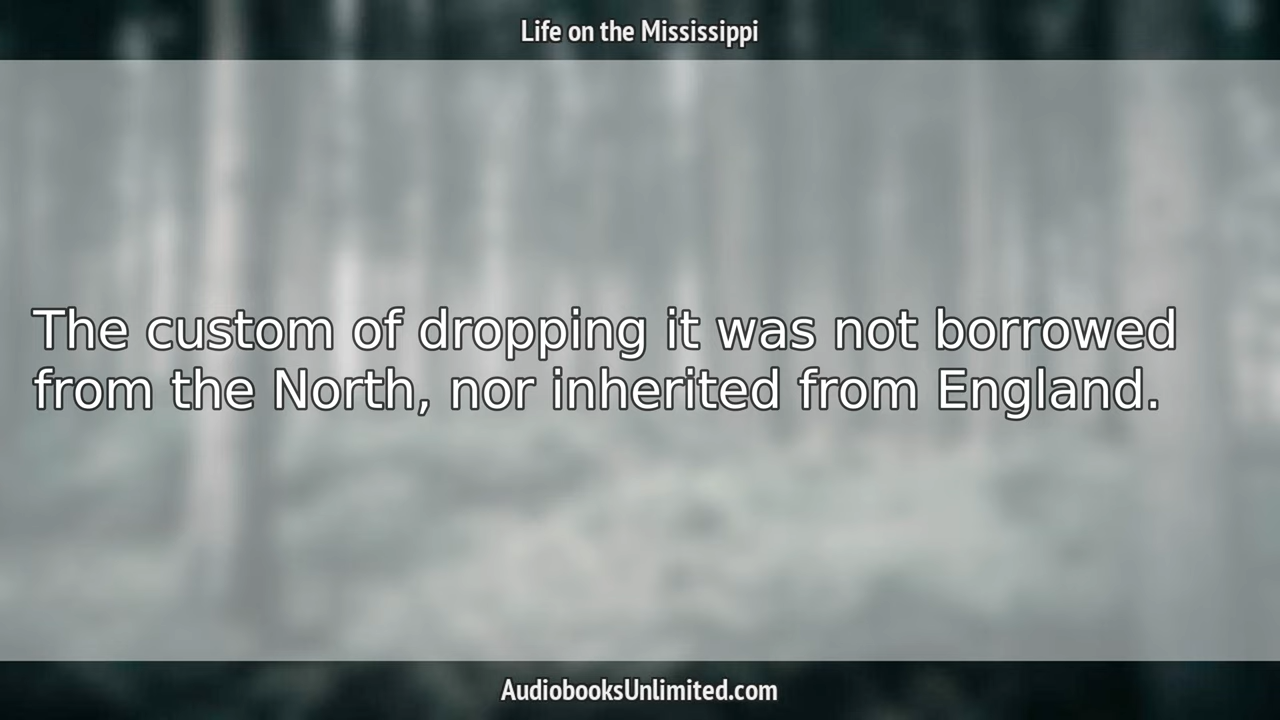 Life on the Mississippi
The custom of dropping it was not borrowed
from the North, nor inherited from England.
AudiobooksUnlimited.com